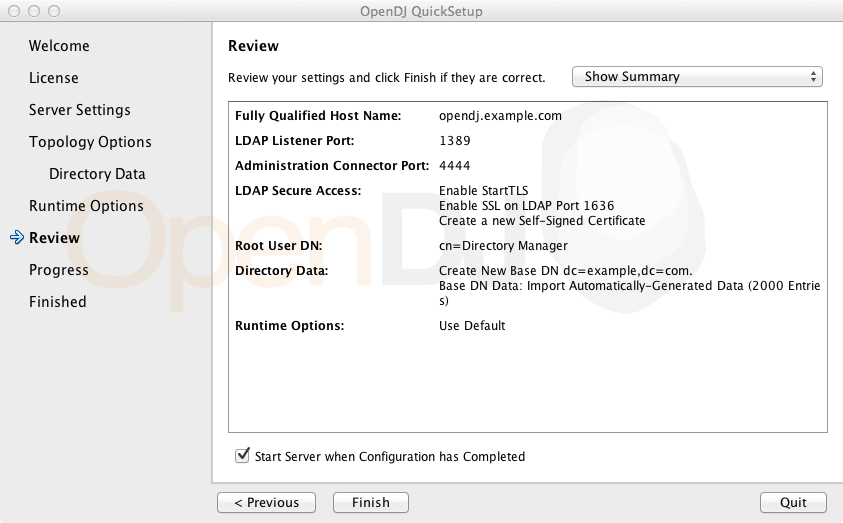 OpenDJ QuickSetup
Welcome
License
Server Settings
Topology Options
Directory Data
Runtime Options
Review
Progress
Finished
Review
Review your settings and click Finish if they are correct.
Show Summary
Fully Qualified Host Name: opendj.example.com
LDAP Listener Port: 1389
Administration Connector Port: 4444
LDAP Secure Access: Enable StartTLS
Enable SSL on LDAP Port 1636
Create a new Self-Signed Certificate
Root User DN: cn=Directory Manager
Directory Data: Create New Base DN dc=example,dc=com.
Base DN Data: Import Automatically-Generated Data (2000 Entrie
s)
Runtime Options: Use Default
OpenDJ
Start Server when Configuration has Completed
< Previous
Finish
Quit